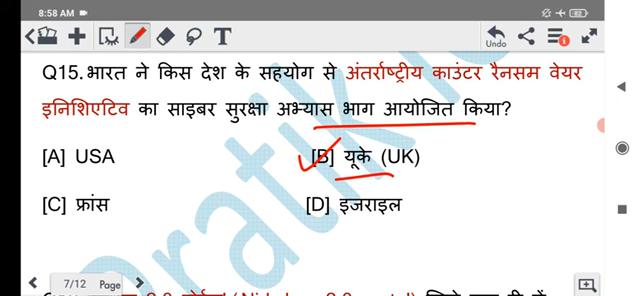 8:58 AM
82
Undo
Q15. भारत ने किस देश के सहयोग से अंतर्राष्ट्रीय काउंटर रैनसम वेयर
इनिशिएटिव का साइबर सुरक्षा अभ्यास भाग आयोजित किया?
[A] USA
[B] यूके (UK)
[C] फ्रांस
[D] इजराइल
7/12